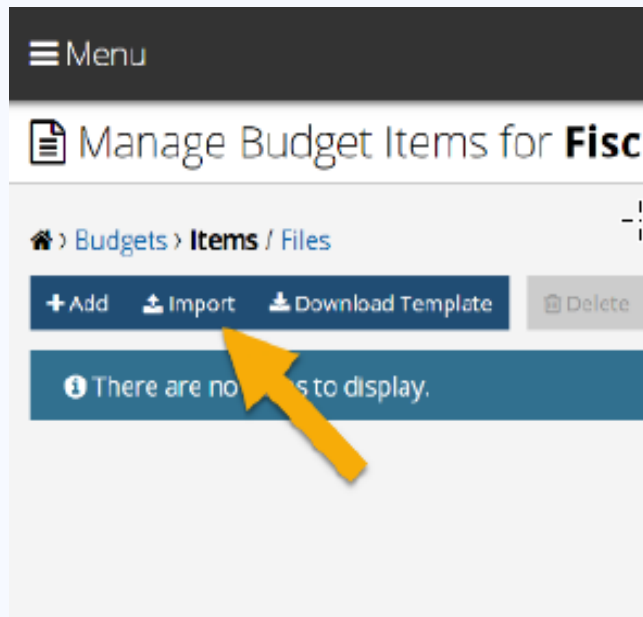 Menu
Manage Budget Items for Fisc
Budgets › Items / Files
+ Add Import Download Template Delete
There are no to display.